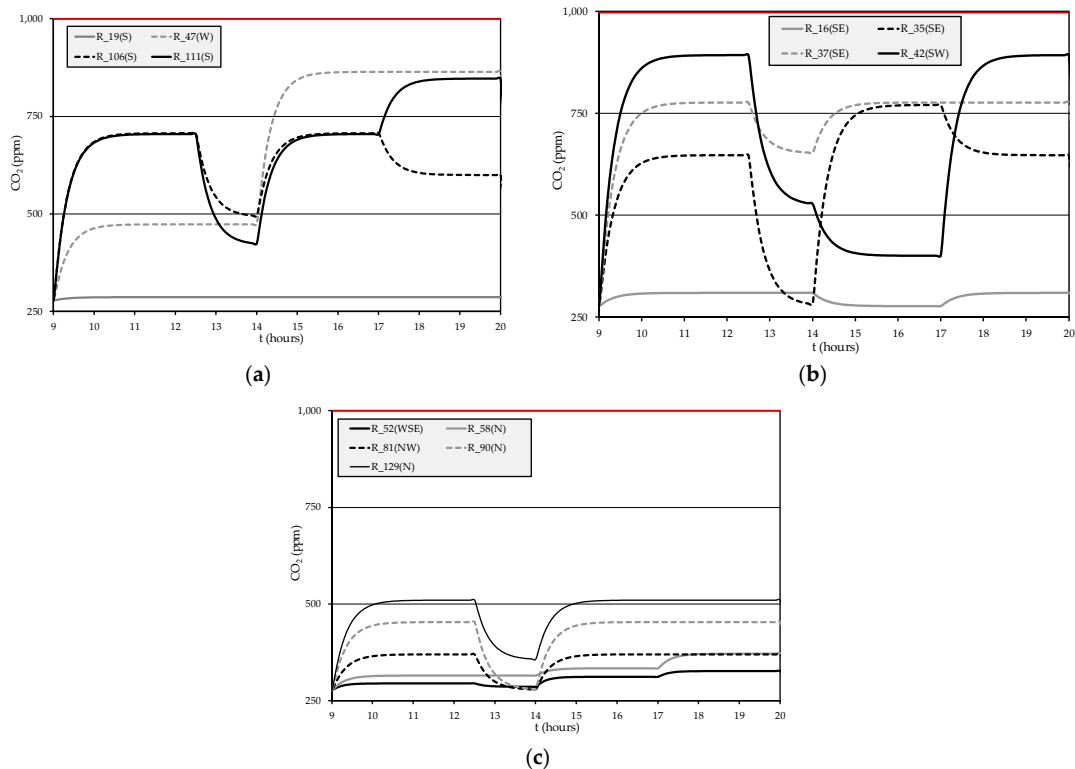 1,000
R_19(S) R_47(W)
R_106(S) R_111(S)
750
CO2 (ppm)
500
250
9 10 11 12 13 14 15 16 17 18 19 20
t (hours)
(a)
1,000
R_16(SE) R_35(SE)
R_37(SE) R_42(SW)
750
CO2 (ppm)
500
250
9 10 11 12 13 14 15 16 17 18 19 20
t (hours)
(b)
1,000
R_52(WSE) R_58(N)
R_81(NW) R_90(N)
R_129(N)
750
CO2 (ppm)
500
250
9 10 11 12 13 14 15 16 17 18 19 20
t (hours)
(c)